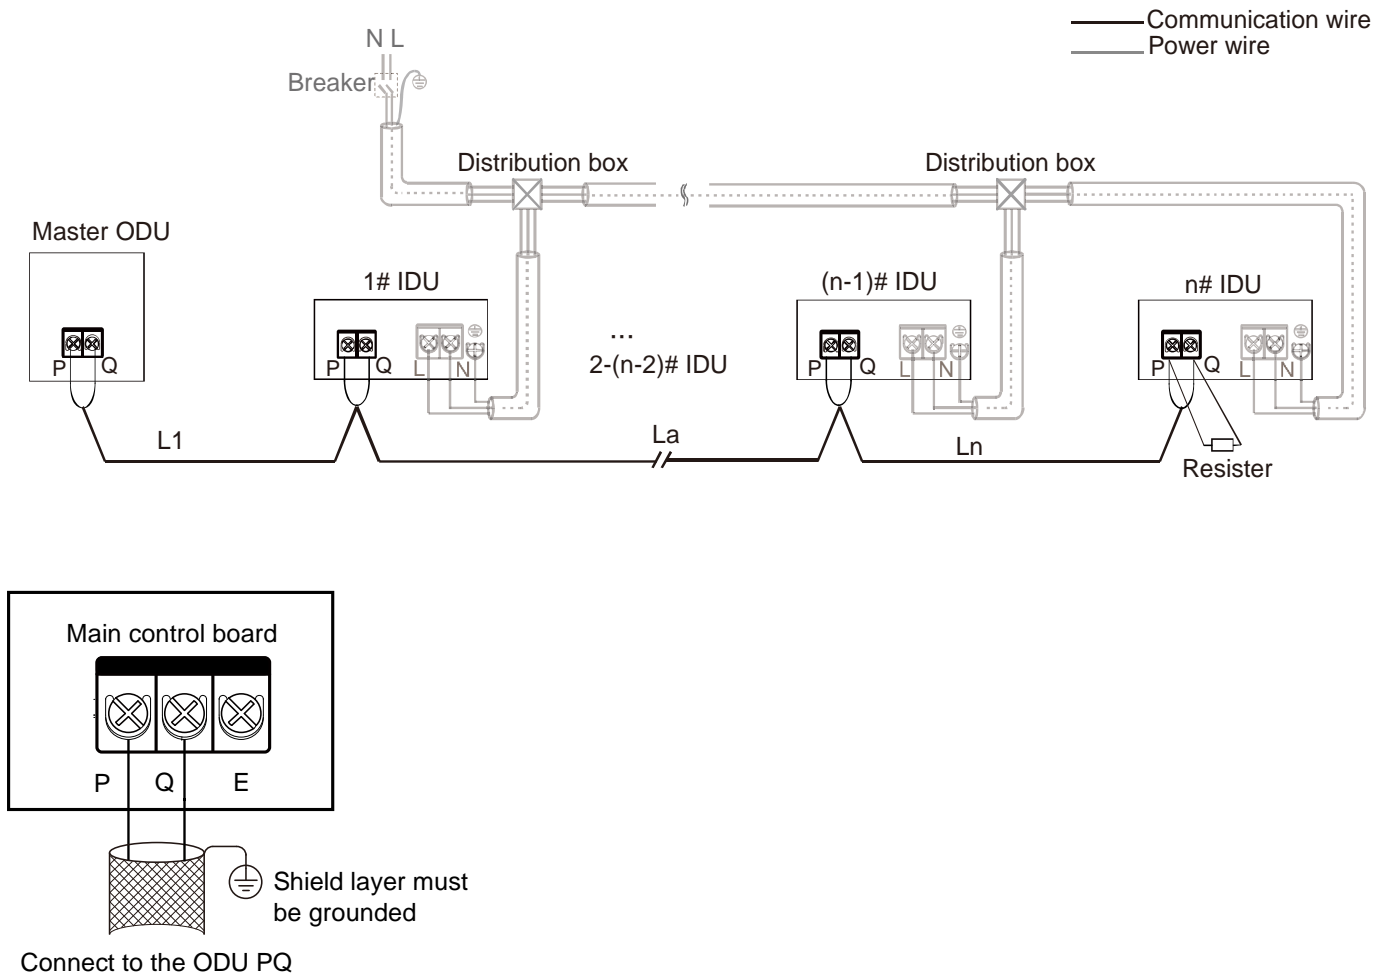 Communication wire
Power wire
N L
Breaker
Distribution box
Distribution box
Master ODU
1# IDU
(n-1)# IDU
n# IDU
...
2-(n-2)# IDU
P Q
P Q L N
P Q L N
P Q L N
L1
La
Ln
Resister
Main control board
P Q E
Shield layer must
be grounded
Connect to the ODU PQ